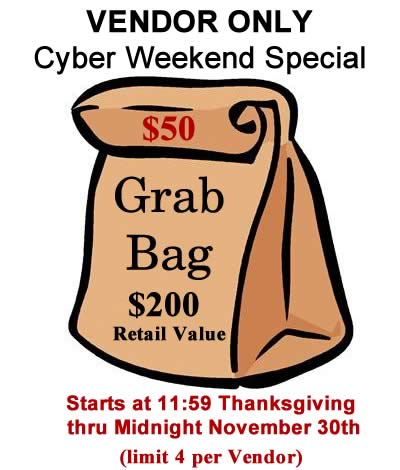 VENDOR ONLY
Cyber Weekend Special
$50
Grab
Bag
$200
Retail Value
Starts at 11:59 Thanksgiving
thru Midnight November 30th
(limit 4 per Vendor)